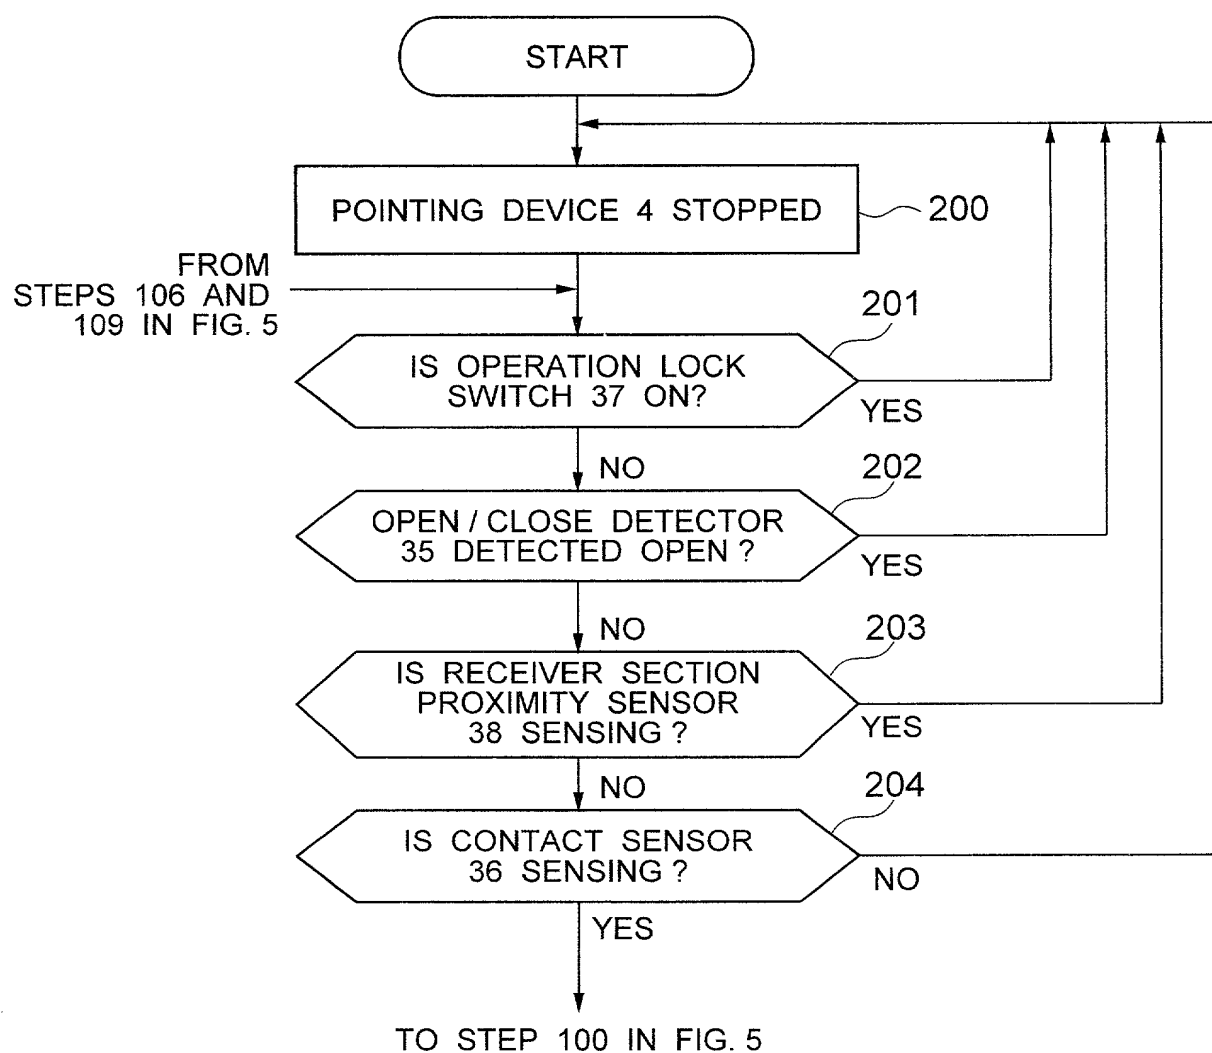 START
POINTING DEVICE 4 STOPPED
200
FROM
STEPS 106 AND
109 IN FIG. 5
201
IS OPERATION LOCK
SWITCH 37 ON?
YES
NO
202
OPEN / CLOSE DETECTOR
35 DETECTED OPEN ?
YES
NO
203
IS RECEIVER SECTION
PROXIMITY SENSOR
38 SENSING ?
YES
NO
204
IS CONTACT SENSOR
36 SENSING ?
NO
YES
TO STEP 100 IN FIG. 5